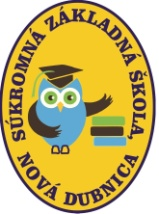 SÚKROMNÁ ZÁKLADNÁ ŠKOLA,
NOVÁ DUBNICA